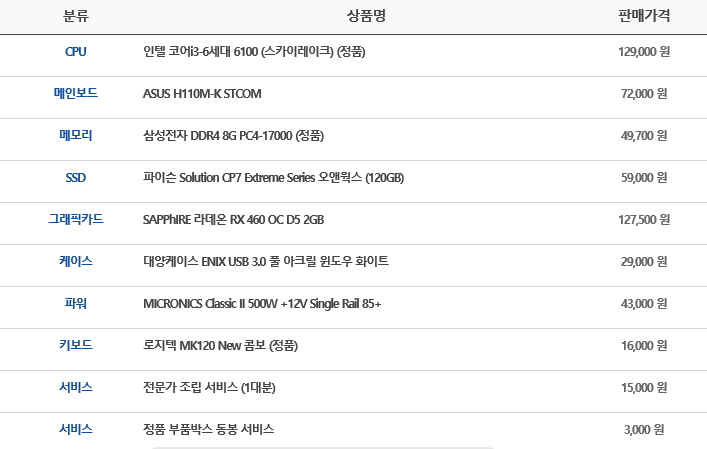 분류 상품명 판매가격
CPU 인텔 코어i3-6세대 6100 (스카이레이크) (정품) 129,000 원
메인보드 ASUS H110M-K STCOM 72,000 원
메모리 삼성전자 DDR4 8G PC4-17000 (정품) 49,700 원
SSD 파이슨 Solution CP7 Extreme Series 오앤웍스 (120GB) 59,000 원
그래픽카드 SAPPhIRE 라데온 RX 460 OC D5 2GB 127,500 원
케이스 대양케이스 ENIX USB 3.0 풀 아크릴 윈도우 화이트 29,000 원
파워 MICRONICS Classic II 500W +12V Single Rail 85+ 43,000 원
키보드 로지텍 MK120 New 콤보 (정품) 16,000 원
서비스 전문가 조립 서비스 (1대분) 15,000 원
서비스 정품 부품박스 동봉 서비스 3,000 원